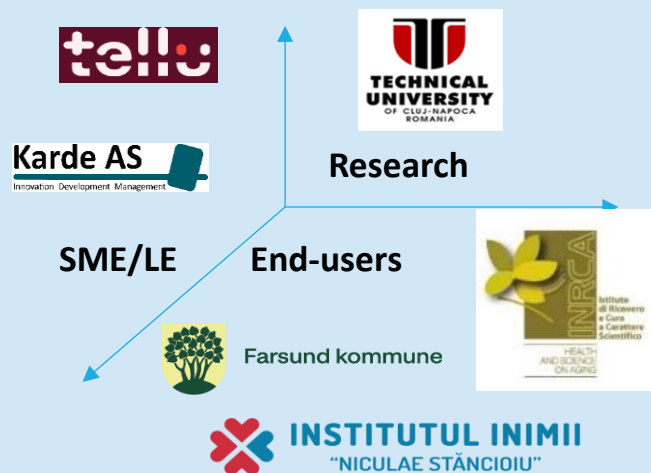 tellu
TECHNICAL
UNIVERSITY
OF CLUJ-NAPOCA
ROMANIA
Karde AS
Innovation Development Management
Research
SME/LE
End-users
INRCA
Istituto
di Ricovero
e Cura
a Carattere
Scientifico
HEALTH
AND SCIENCE
ON AGING
Farsund kommune
INSTITUTUL INIMII
“NICULAE STĂNCIOIU”